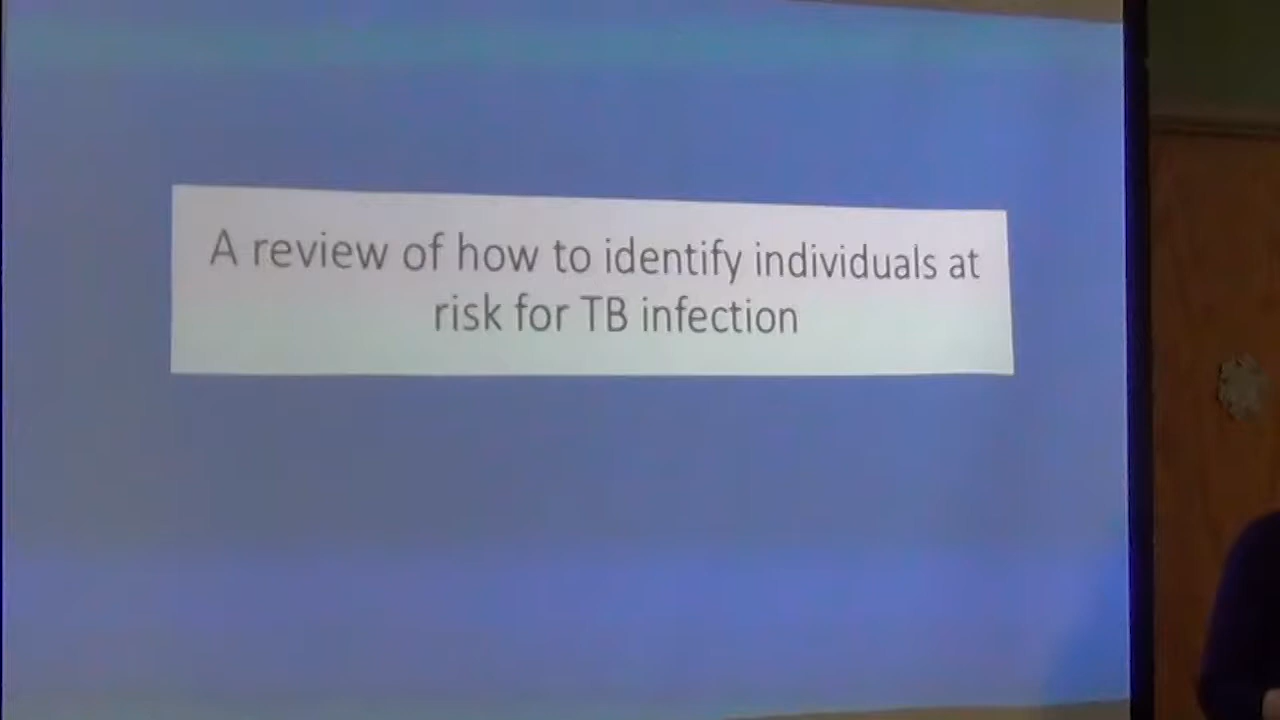 A review of how to identify individuals at
risk for TB infection